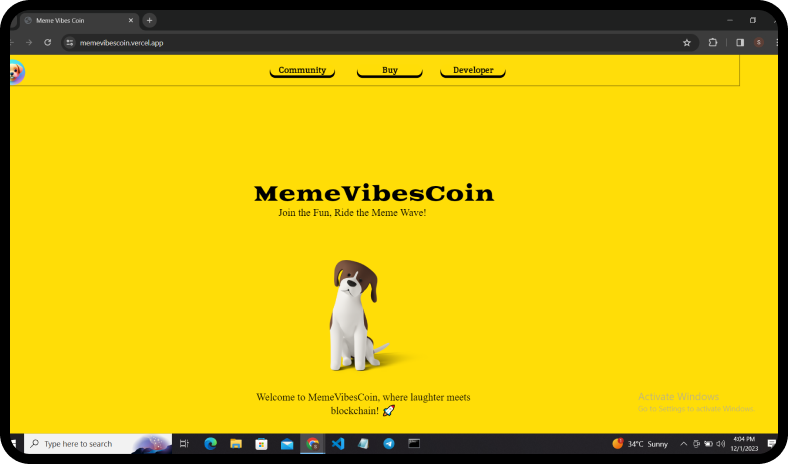 Meme Vibes Coin
memevibescoin.vercel.app
S
Community
Buy
Developer
MemeVibesCoin
Join the Fun, Ride the Meme Wave!
Welcome to MemeVibesCoin, where laughter meets
blockchain! 🚀
Activate Windows
Go to Settings to activate Windows.
Type here to search
34°C Sunny
4:04 PM
12/1/2023